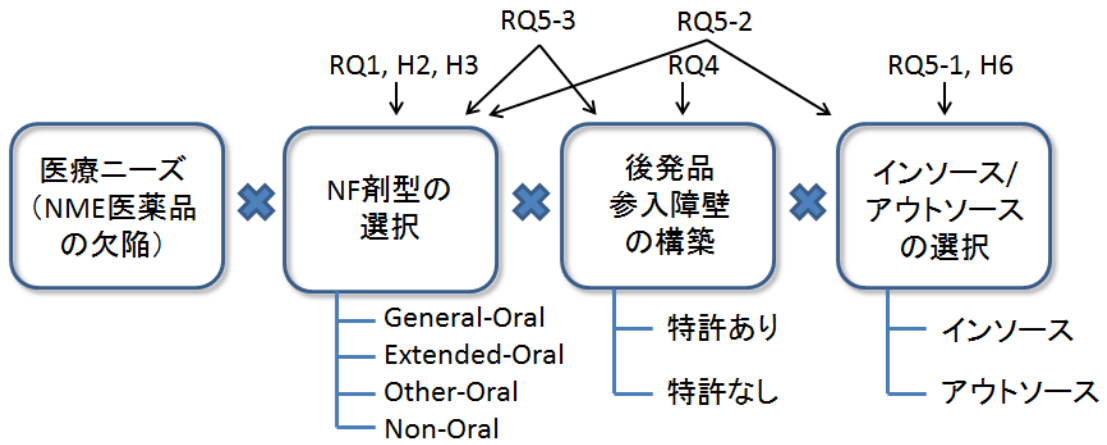 RQ5-3
RQ5-2
RQ1, H2, H3
RQ4
RQ5-1, H6
医療ニーズ
（NME医薬品
の欠陥）
NF剤型の
選択
後発品
参入障壁
の構築
インソース/
アウトソース
の選択
General-Oral
Extended-Oral
Other-Oral
Non-Oral
特許あり
特許なし
インソース
アウトソース